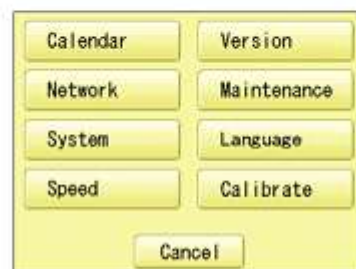 Calendar Version
Network Maintenance
System Language
Speed Calibrate
Cancel